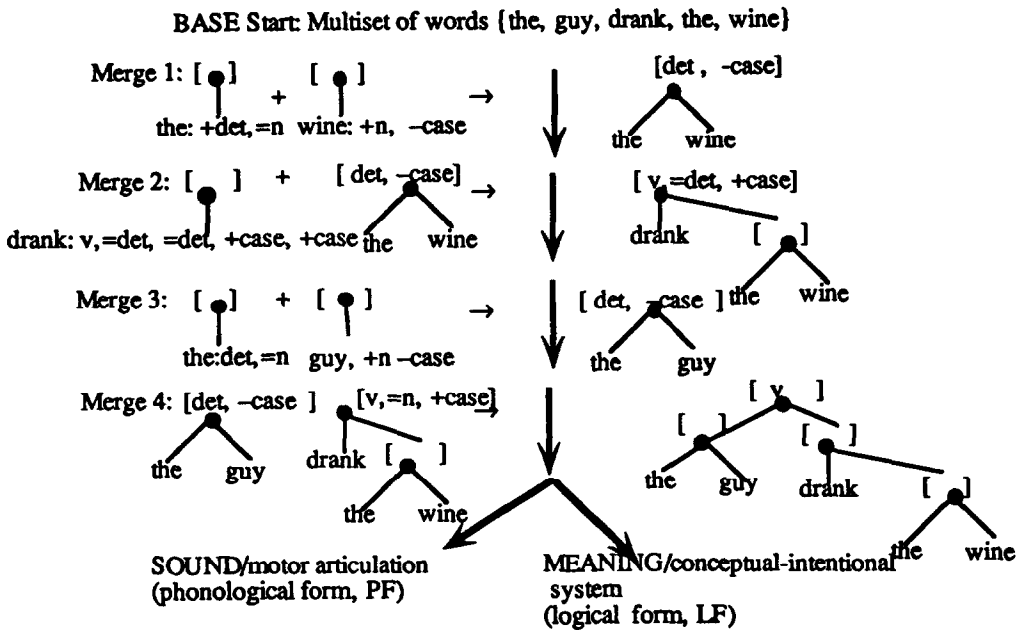 BASE Start: Multiset of words {the, guy, drank, the, wine}
Merge 1: [ ] + [ ] → [det , -case]
the: +det,=n wine: +n, –case the wine
Merge 2: [ ] + [ det, –case] → [ v, =det, +case]
drank: v,=det, =det, +case, +case the wine drank [ ]
the wine
Merge 3: [ ] + [ ] → [ det, –case ]
the:det,=n guy, +n –case the guy
Merge 4: [det, –case ] [v,=n, +case] → [ v ]
the guy drank [ ] [ ] [ ]
the wine the guy drank [ ]
the wine
SOUND/motor articulation
(phonological form, PF)
MEANING/conceptual-intentional
system
(logical form, LF)